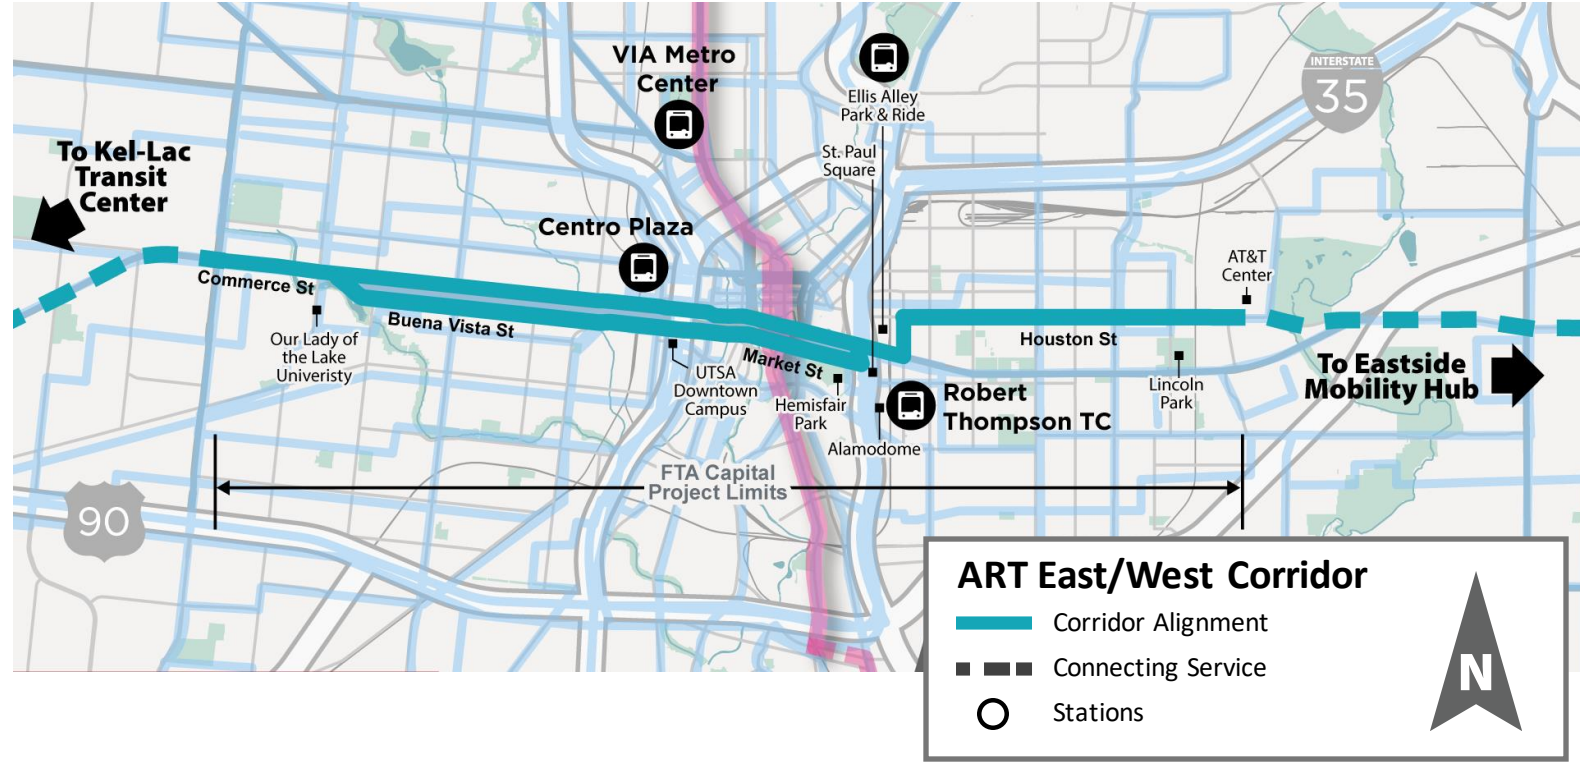 VIA Metro
Center
Ellis Alley
Park & Ride
INTERSTATE
35
To Kel-Lac
Transit
Center
St. Paul
Square
Centro Plaza
AT&T
Center
Commerce St
Buena Vista St
Our Lady of
the Lake
Univeristy
Market St
Houston St
UTSA
Downtown
Campus
Hemisfair
Park
Robert
Thompson TC
Alamodome
Lincoln
Park
To Eastside
Mobility Hub
FTA Capital
Project Limits
90
ART East/West Corridor
Corridor Alignment
Connecting Service
Stations
N